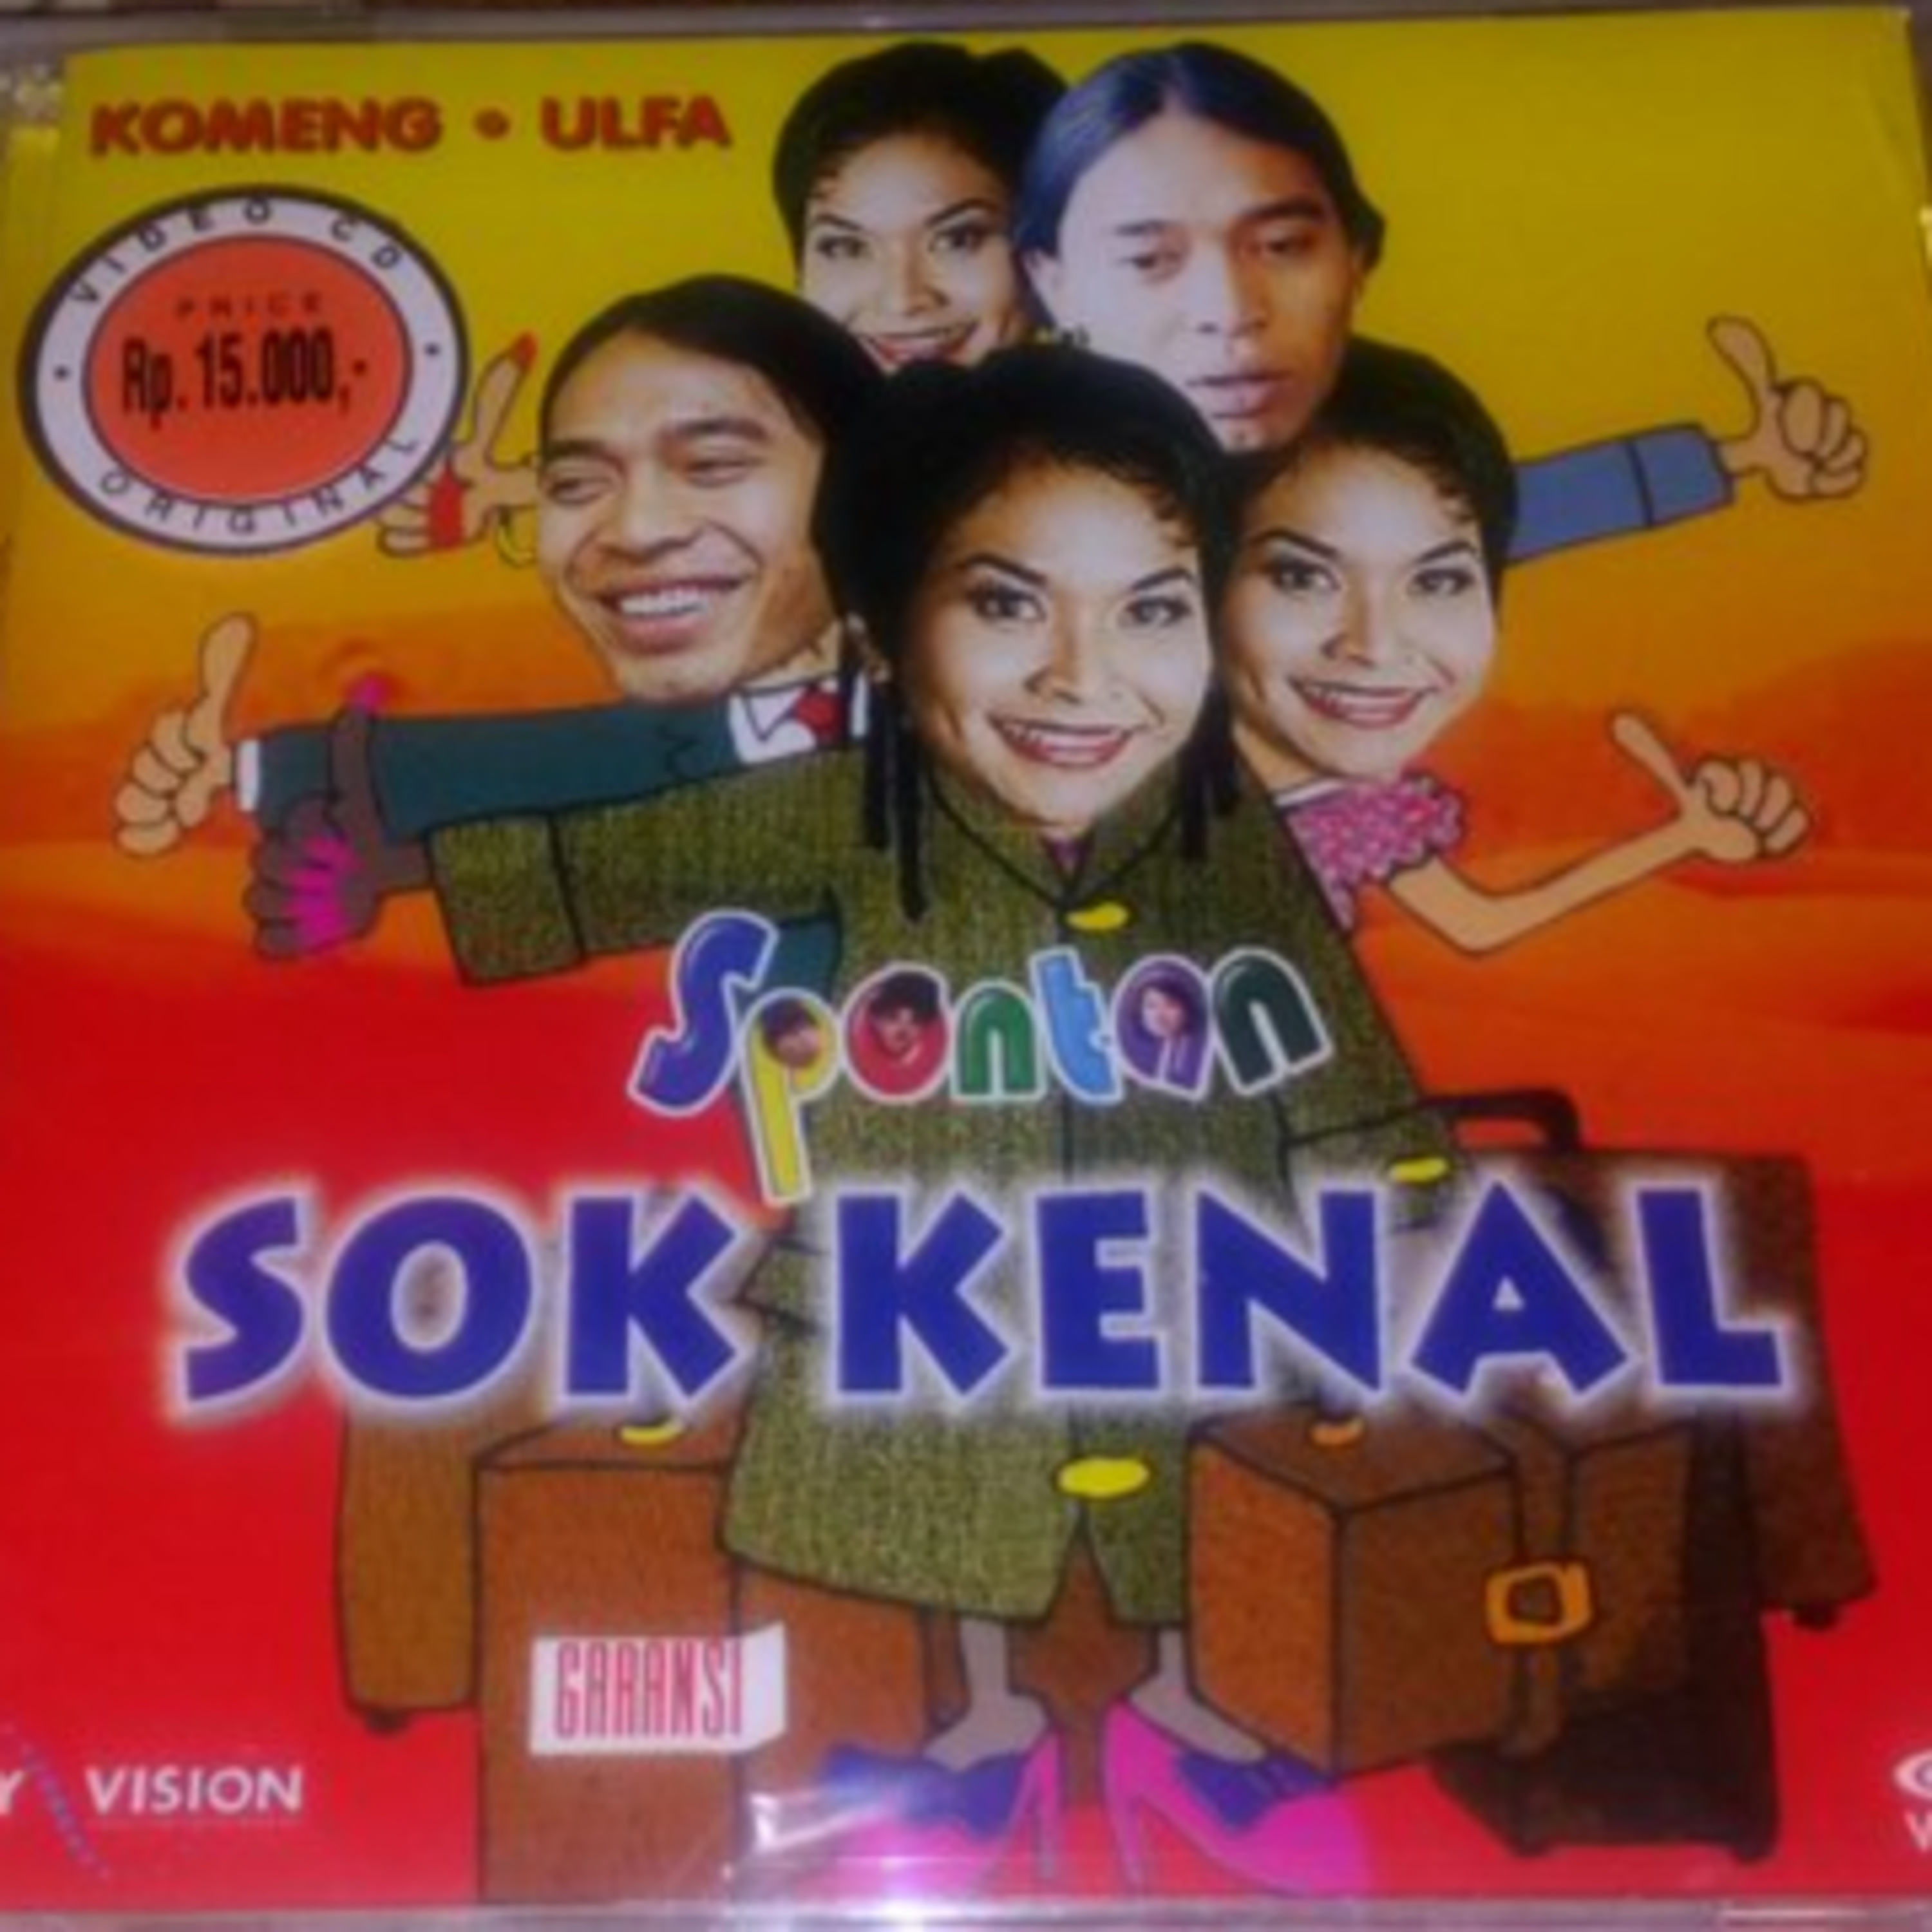 KOMENG • ULFA
VIDEO CD
PRICE
Rp. 15.000,-
ORIGINAL
Spontan
SOK KENAL
GARANSI
VISION